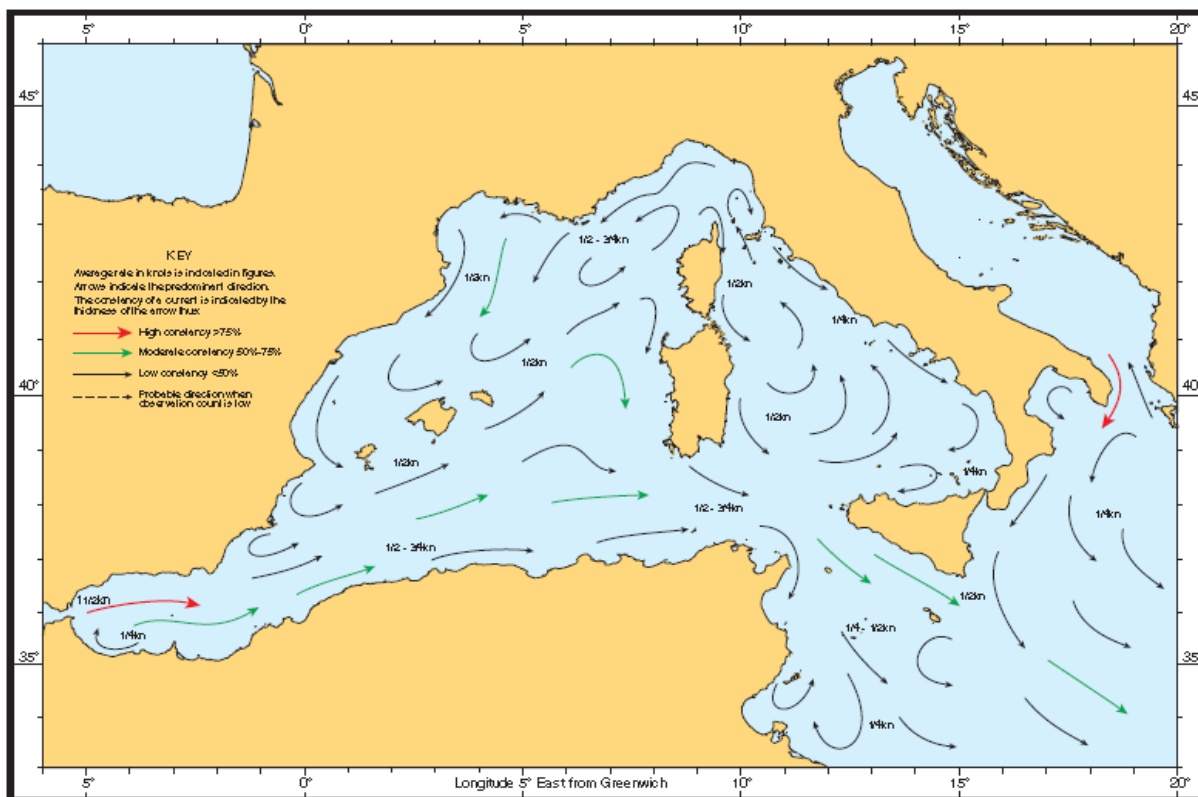 5° 0° 5° 10° 15° 20°
45° 45°
1/2 - 3/4kn
KEY
Average rate in knots is indicated in figures.
Arrows indicate the predominant direction.
The constancy of a current is indicated by the
thickness of the arrow thus:
High constancy >75%
Moderate constancy 50%-75%
Low constancy <50%
Probable direction when
observation count is low
1/2kn
1/2kn
1/4kn
1/2kn
40° 40°
1/2kn
1/2kn
1/4kn
1/2 - 3/4kn
1/4kn
1/2 - 3/4kn
1 1/2kn
1/2kn
1/4kn
1/4 - 1/2kn
35° 35°
1/4kn
5° 0° Longitude 5° East from Greenwich 10° 15° 20°